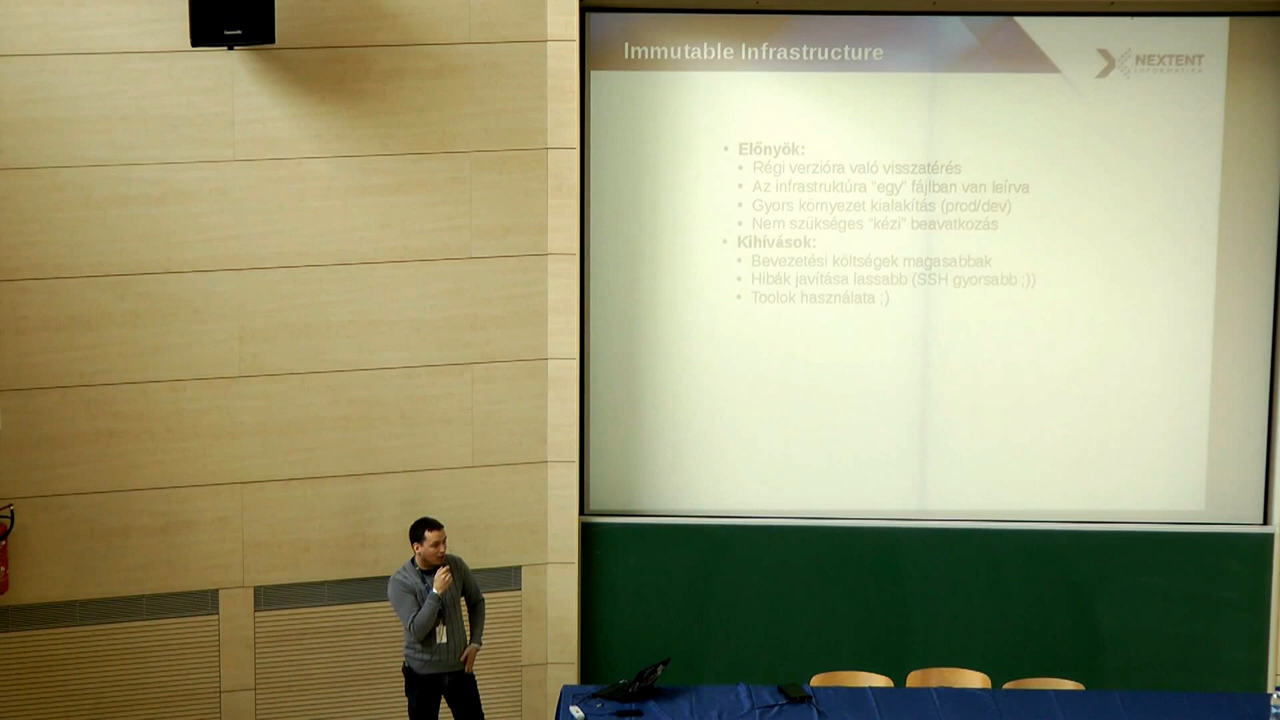 Immutable Infrastructure
NEXTENT
INFORMATIKA
• Előnyök:
• Régi verzióra való visszatérés
• Az infrastruktúra "egy" fájlban van leírva
• Gyors környezet kialakítás (prod/dev)
• Nem szükséges "kézi" beavatkozás
• Kihívások:
• Bevezetési költségek magasabbak
• Hibák javítása lassabb (SSH gyorsabb ;))
• Toolok használata ;)